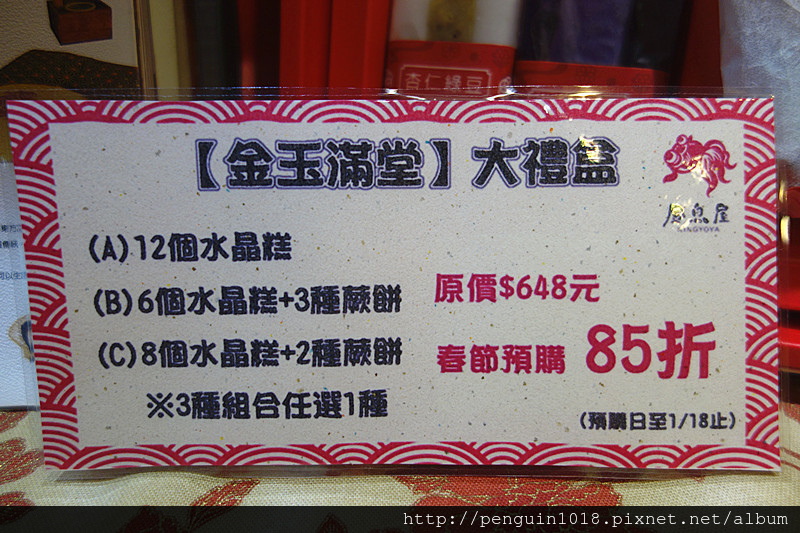 杏仁綠豆
【金玉滿堂】大禮盒
KINGYOYA
(A)12個水晶糕
(B)6個水晶糕+3種蕨餅
原價$648元
(C)8個水晶糕+2種蕨餅
春節預購 85折
※3種組合任選1種
(預購日至1/18止)
http://penguin1018.pixnet.net/album